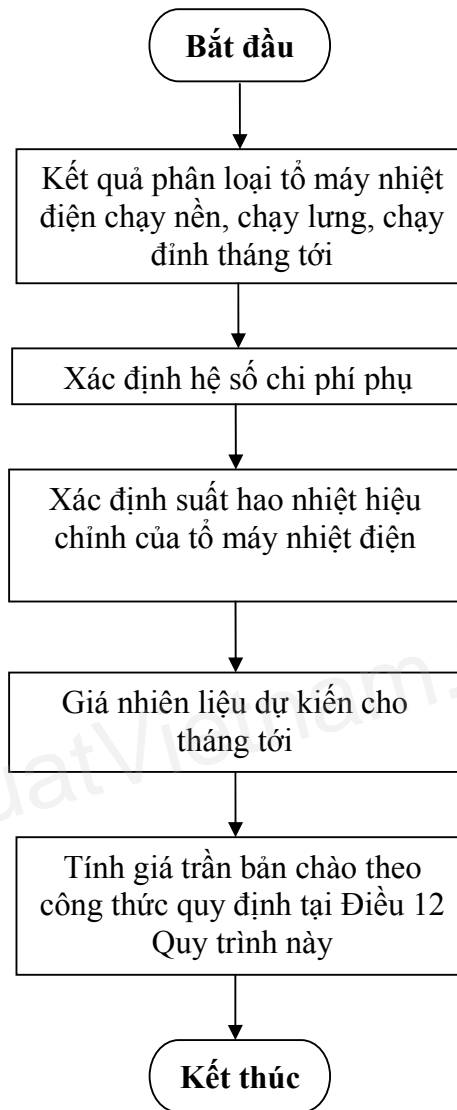 Bắt đầu
Kết quả phân loại tổ máy nhiệt
điện chạy nền, chạy lưng, chạy
đỉnh tháng tới
Xác định hệ số chi phí phụ
Xác định suất hao nhiệt hiệu
chỉnh của tổ máy nhiệt điện
Giá nhiên liệu dự kiến cho
tháng tới
Tính giá trần bản chào theo
công thức quy định tại Điều 12
Quy trình này
Kết thúc